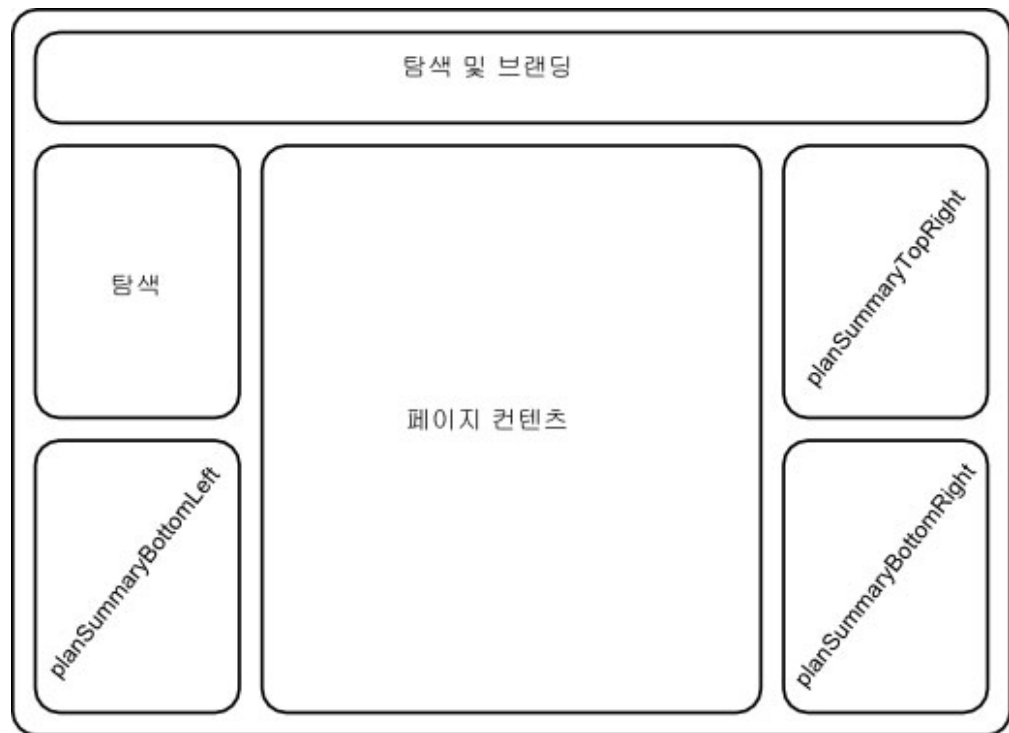 탐색 및 브랜딩
탐색
planSummaryTopRight
페이지 컨텐츠
planSummaryBottomLeft
planSummaryBottomRight